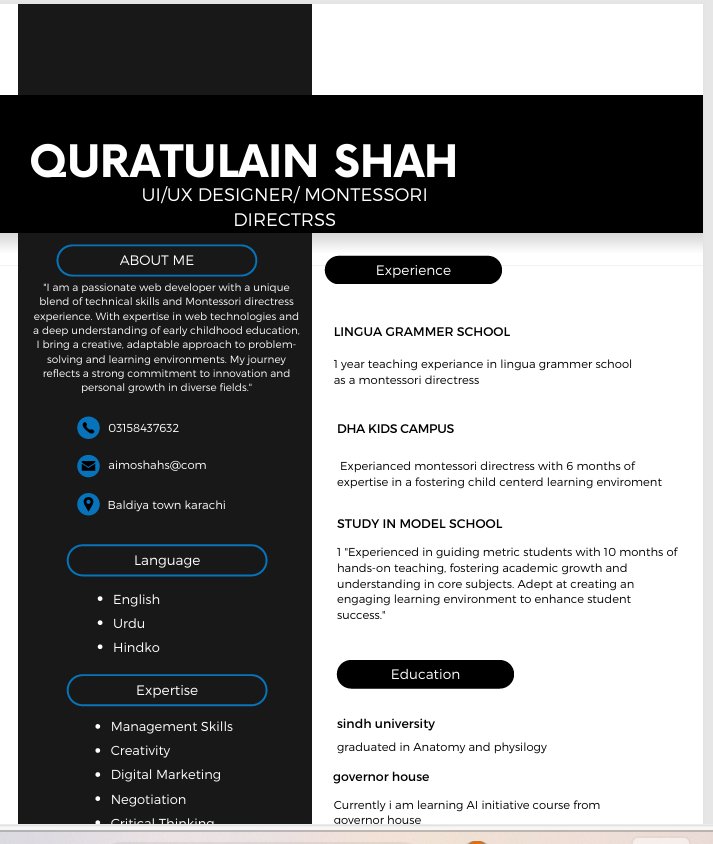 QURATULAIN SHAH
UI/UX DESIGNER/ MONTESSORI
DIRECTRSS
ABOUT ME
"I am a passionate web developer with a unique
blend of technical skills and Montessori directress
experience. With expertise in web technologies and
a deep understanding of early childhood education,
I bring a creative, adaptable approach to problem-
solving and learning environments. My journey
reflects a strong commitment to innovation and
personal growth in diverse fields."
03158437632
aimoshahs@com
Baldiya town karachi
Language
English
Urdu
Hindko
Expertise
Management Skills
Creativity
Digital Marketing
Negotiation
Critical Thinking
Experience
LINGUA GRAMMER SCHOOL
1 year teaching experiance in lingua grammer school
as a montessori directress
DHA KIDS CAMPUS
Experianced montessori directress with 6 months of
expertise in a fostering child centerd learning enviroment
STUDY IN MODEL SCHOOL
1 "Experienced in guiding metric students with 10 months of
hands-on teaching, fostering academic growth and
understanding in core subjects. Adept at creating an
engaging learning environment to enhance student
success."
Education
sindh university
graduated in Anatomy and physilogy
governor house
Currently i am learning AI initiative course from
governor house